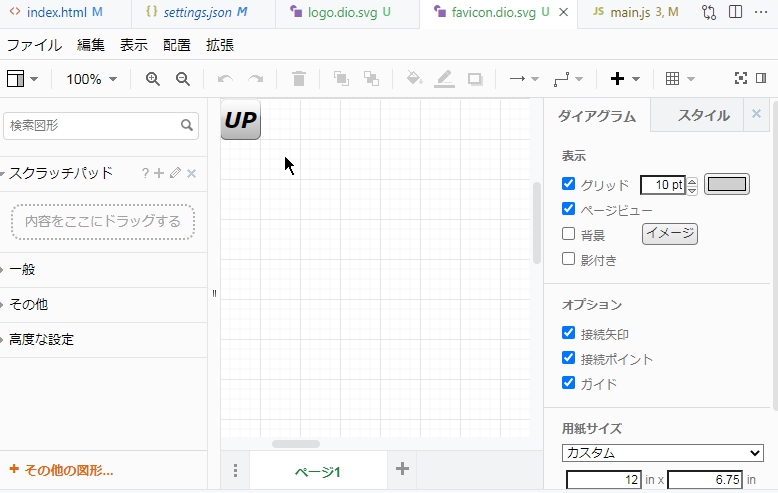 index.html M
settings.json M
logo.dio.svg U
favicon.dio.svg U
main.js 3, M
ファイル 編集 表示 配置 拡張
100%
検索図形
スクラッチパッド
内容をここにドラッグする
一般
その他
高度な設定
+ その他の図形...
UP
ページ1
ダイアグラム スタイル
表示
グリッド 10 pt
ページビュー
背景 イメージ
影付き
オプション
接続矢印
接続ポイント
ガイド
用紙サイズ
カスタム
12 in x 6.75 in